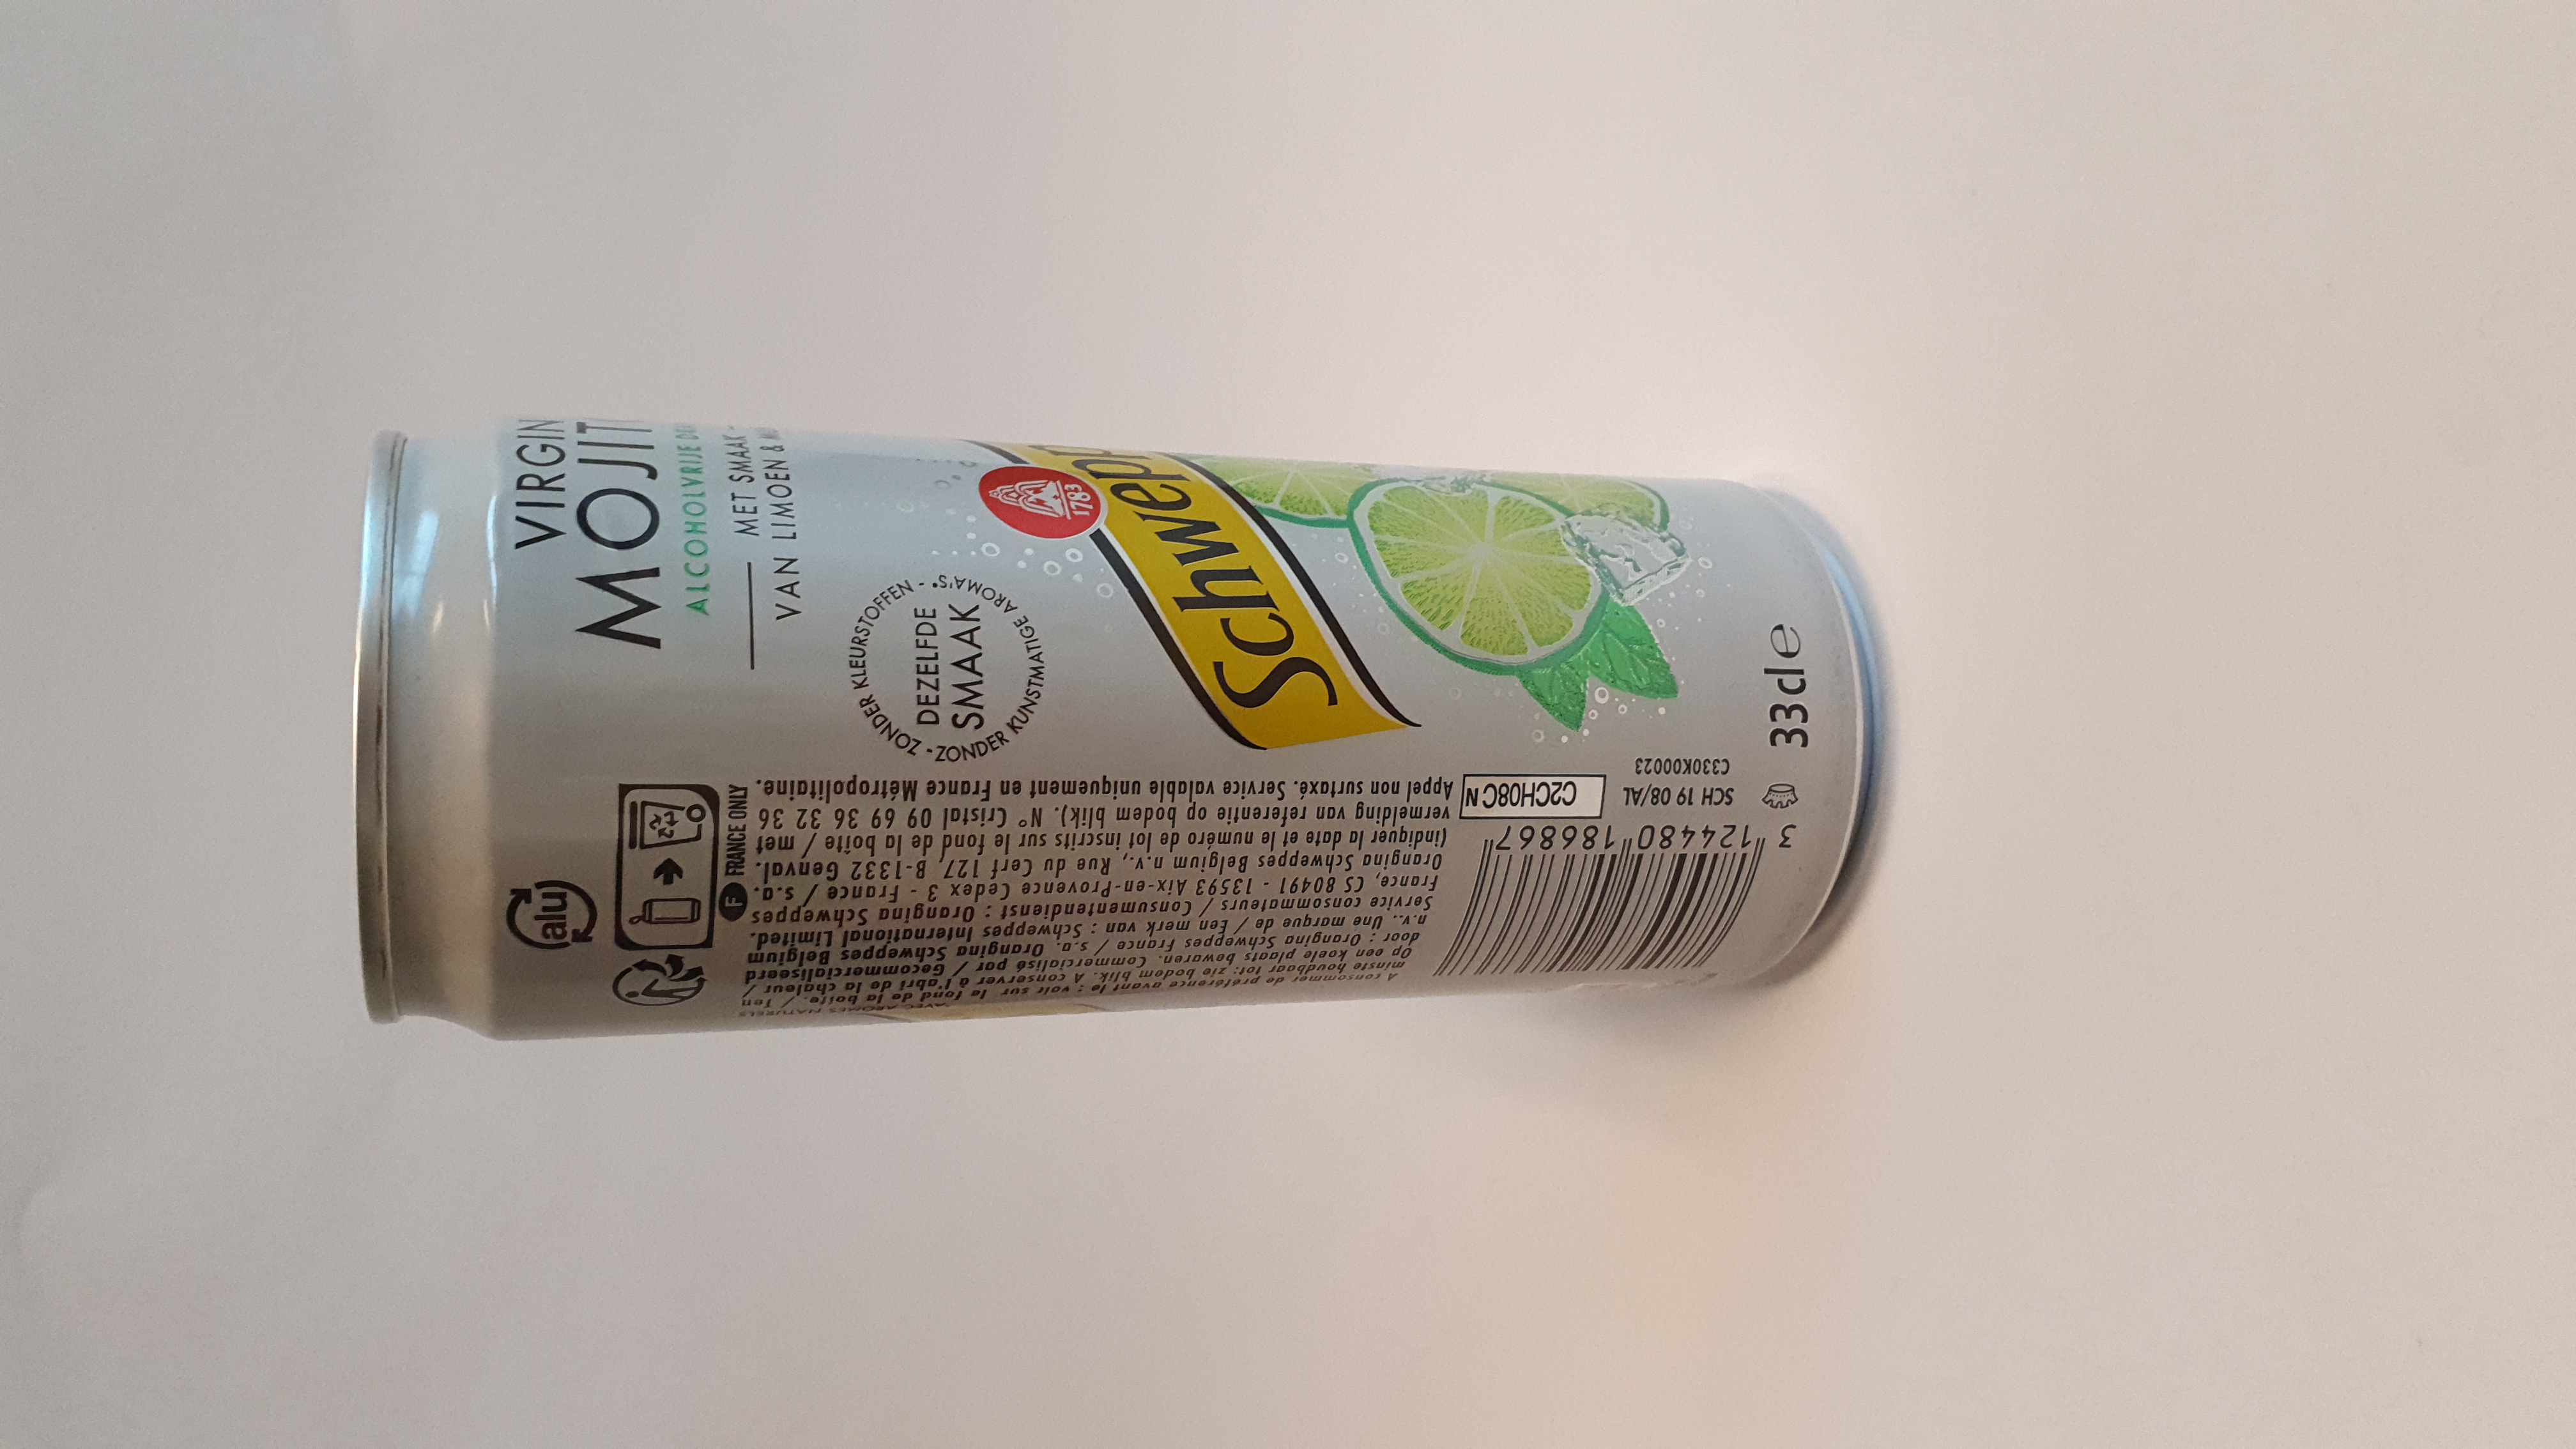 alu
F FRANCE ONLY
AVEC ARÔMES NATURELS
A consommer de préférence avant le : voir sur le fond de la boîte. / Ten
minste houdbaar tot: zie bodem blik. A conserver à l'abri de la chaleur /
Op een koele plaats bewaren. Commercialisé par / Gecommercialiseerd
door : Orangina Schweppes France / s.a. Orangina Schweppes Belgium
n.v.. Une marque de / Een merk van : Schweppes International Limited.
Service consommateurs / Consumentendienst : Orangina Schweppes
France, CS 80491 - 13593 Aix-en-Provence Cedex 3 - France / s.a.
Orangina Schweppes Belgium n.v., Rue du Cerf 127, B-1332 Genval.
(indiquer la date et le numéro de lot inscrits sur le fond de la boîte / met
vermelding van referentie op bodem blik). N° Cristal 09 69 36 32 36
Appel non surtaxé. Service valable uniquement en France Métropolitaine.
3 124480 186867
C2CH08C N
SCH 19 08/AL
C330K00023
VIRGIN
MOJIT
ALCOHOLVRIJE
MET SMAAK
VAN LIMOEN &
- ZONDER KLEURSTOFFEN -
DEZELFDE
SMAAK
ZONDER KUNSTMATIGE AROMA'S•
1783
Schwepp
33 cl e